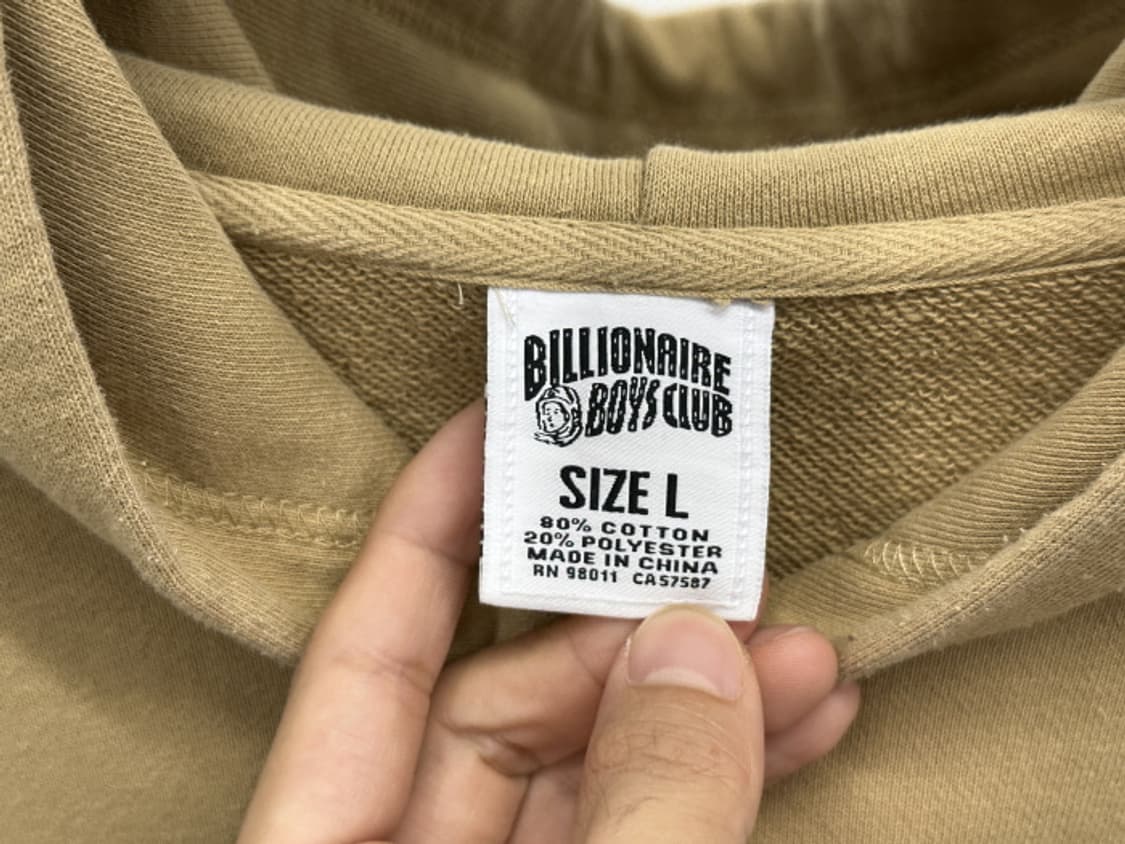 BILLIONAIRE
BOYS CLUB
SIZE L
80% COTTON
20% POLYESTER
MADE IN CHINA
RN 98011 CA57587